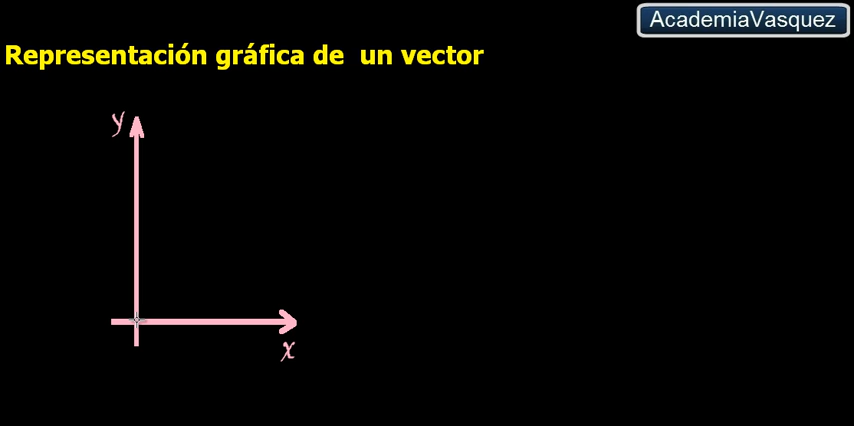 AcademiaVasquez
Representación gráfica de un vector
y
x